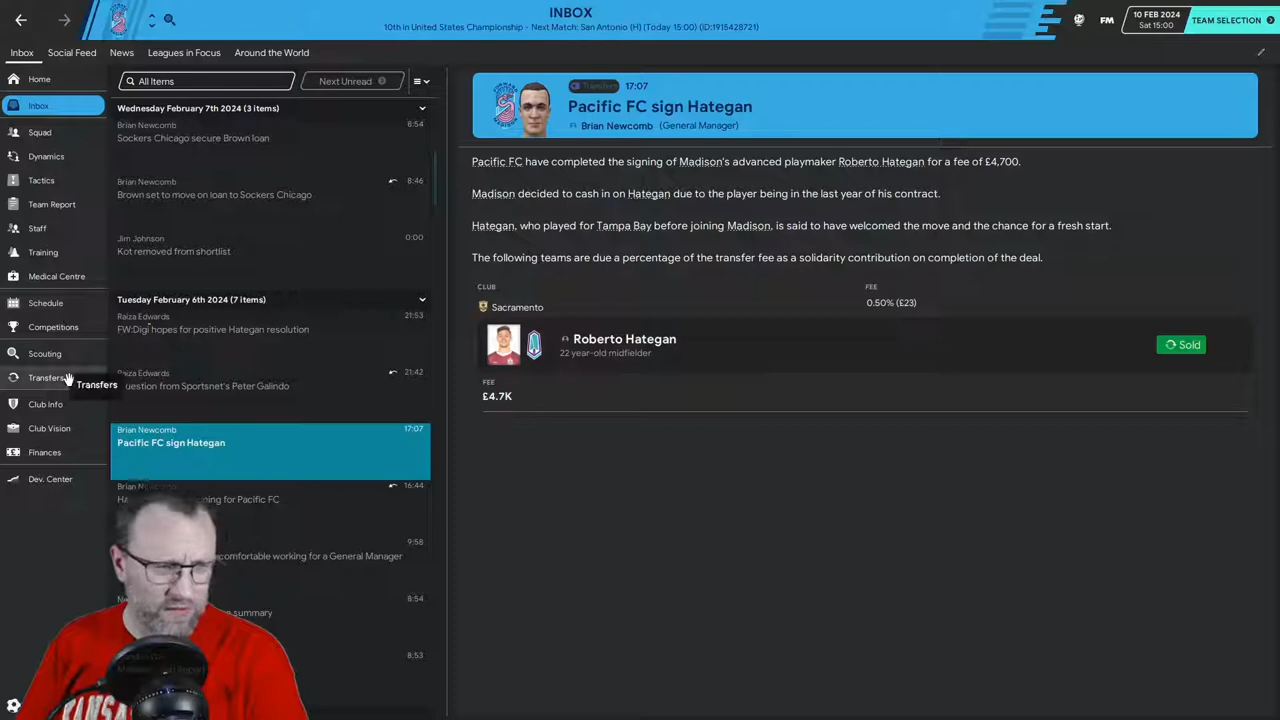 INBOX
10th in United States Championship - Next Match: San Antonio (H) (Today 15:00) (ID:1915428721)
FM
10 FEB 2024
Sat 15:00
TEAM SELECTION
Inbox
Social Feed
News
Leagues in Focus
Around the World
Home
Inbox
Squad
Dynamics
Tactics
Team Report
Staff
Training
Medical Centre
Schedule
Competitions
Scouting
Transfers
Transfers
Club Info
Club Vision
Finances
Dev. Center
All Items
Next Unread
Wednesday February 7th 2024 (3 items)
Brian Newcomb 8:54
Sockers Chicago secure Brown loan
Brian Newcomb 8:46
Brown set to move on loan to Sockers Chicago
Jim Johnson 0:00
Kot removed from shortlist
Tuesday February 6th 2024 (7 items)
Raiza Edwards 21:53
FW:Digi hopes for positive Hategan resolution
Raiza Edwards 21:42
question from Sportsnet's Peter Galindo
Brian Newcomb 17:07
Pacific FC sign Hategan
Brian 16:44
ning for Pacific FC
9:58
comfortable working for a General Manager
8:54
summary
8:53
Transfers 17:07
Pacific FC sign Hategan
Brian Newcomb (General Manager)
Pacific FC have completed the signing of Madison's advanced playmaker Roberto Hategan for a fee of £4,700.
Madison decided to cash in on Hategan due to the player being in the last year of his contract.
Hategan, who played for Tampa Bay before joining Madison, is said to have welcomed the move and the chance for a fresh start.
The following teams are due a percentage of the transfer fee as a solidarity contribution on completion of the deal.
CLUB FEE
Sacramento 0.50% (£23)
Roberto Hategan
22 year-old midfielder
Sold
FEE
£4.7K
KANSAS